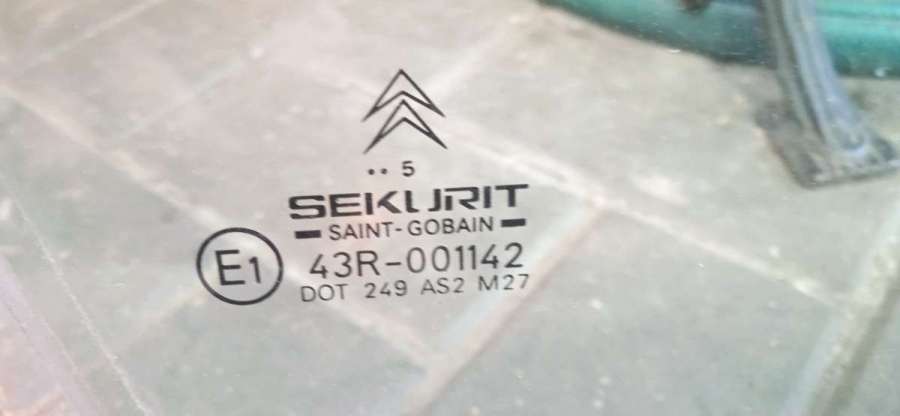 •• 5
SEKURIT
SAINT-GOBAIN
E1
43R-001142
DOT 249 AS2 M27